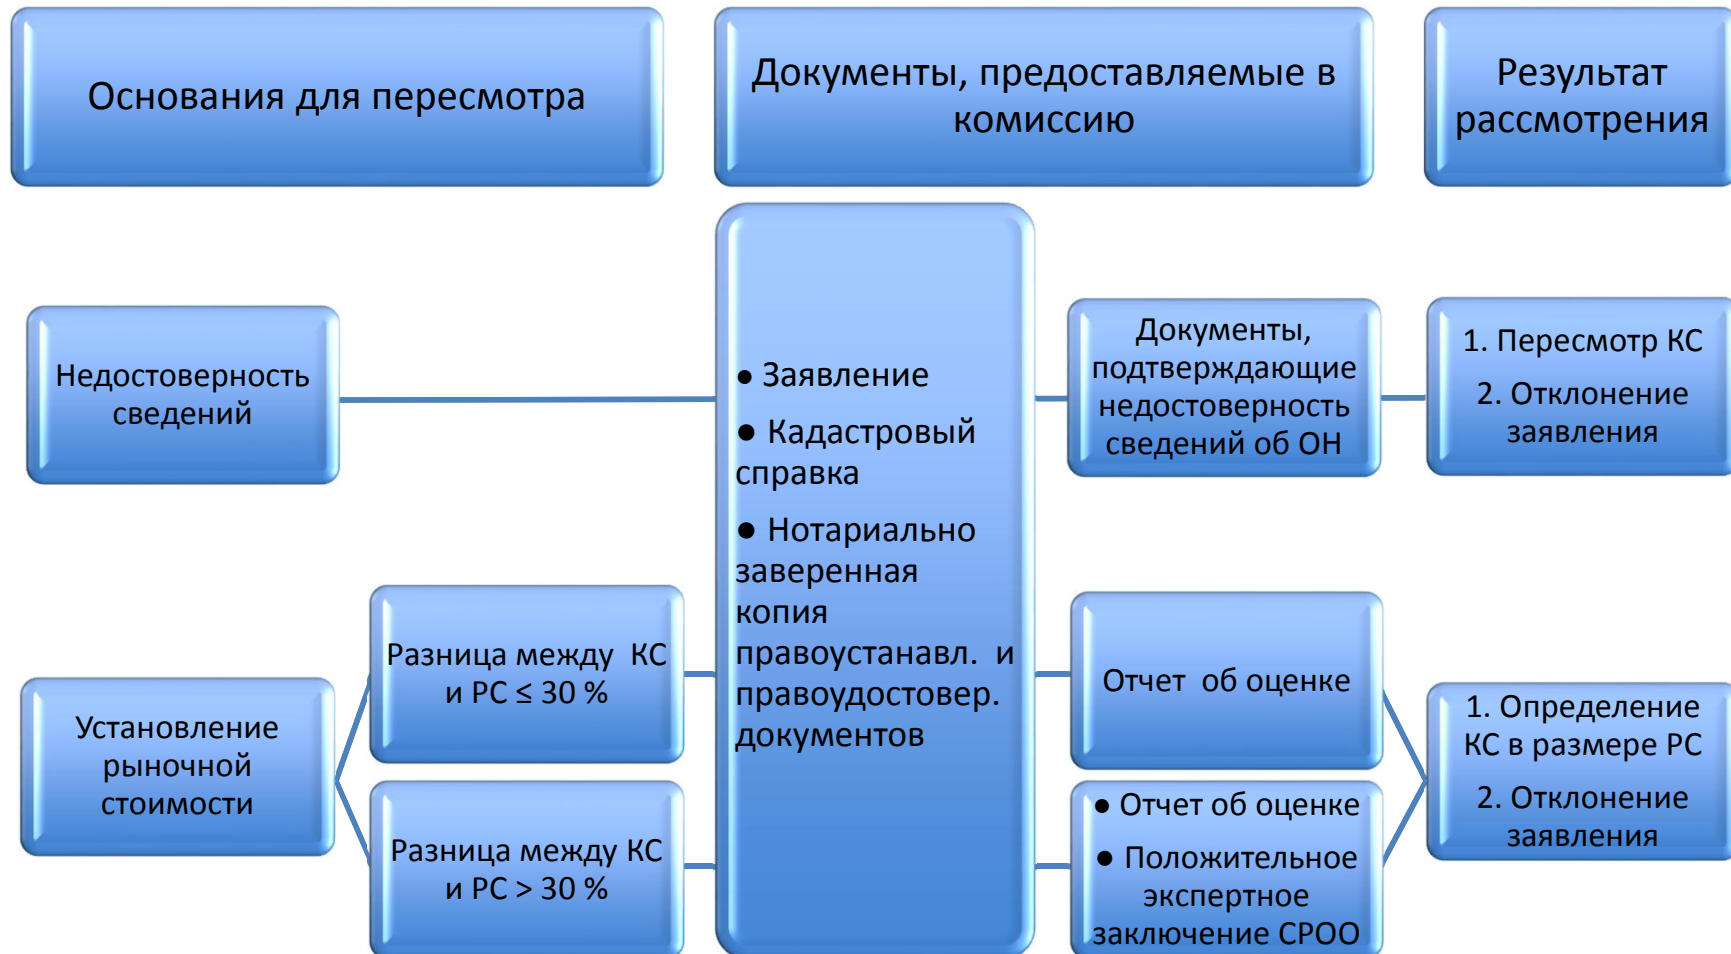 Основания для пересмотра
Документы, предоставляемые в
комиссию
Результат
рассмотрения
Недостоверность
сведений
● Заявление
● Кадастровый
справка
● Нотариально
заверенная
копия
правоустанавл. и
правоудостовер.
документов
Документы,
подтверждающие
недостоверность
сведений об ОН
1. Пересмотр КС
2. Отклонение
заявления
Установление
рыночной
стоимости
Разница между КС
и РС ≤ 30 %
Разница между КС
и РС > 30 %
Отчет об оценке
● Отчет об оценке
● Положительное
экспертное
заключение СРОО
1. Определение
КС в размере РС
2. Отклонение
заявления